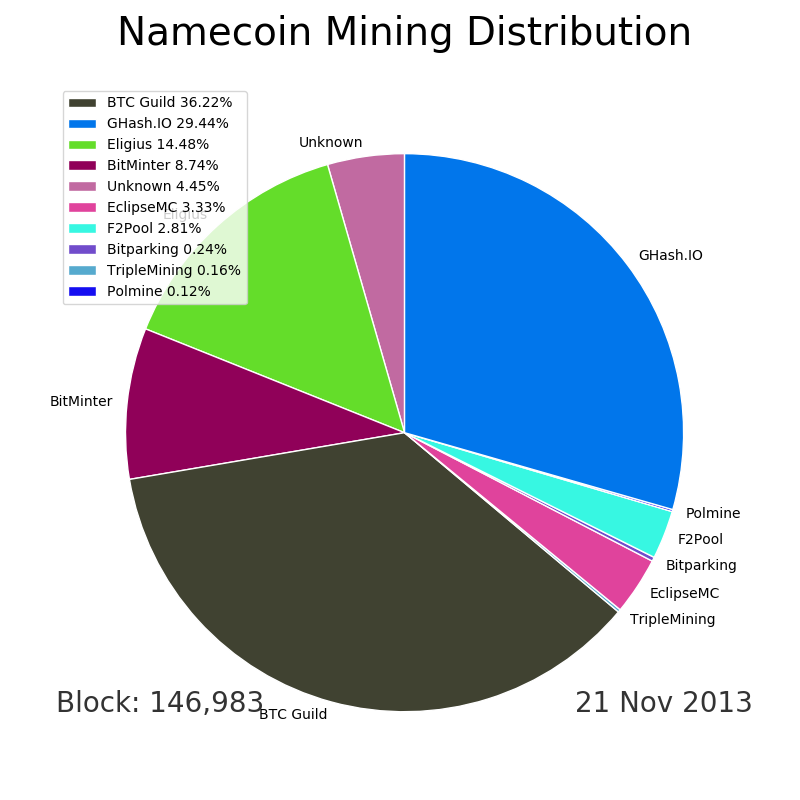 Namecoin Mining Distribution
BTC Guild 36.22%
GHash.IO 29.44%
Eligius 14.48%
BitMinter 8.74%
Unknown 4.45%
EclipseMC 3.33%
F2Pool 2.81%
Bitparking 0.24%
TripleMining 0.16%
Polmine 0.12%
Unknown
Eligius
GHash.IO
BitMinter
Polmine
F2Pool
Bitparking
EclipseMC
TripleMining
BTC Guild
Block: 146,983
21 Nov 2013